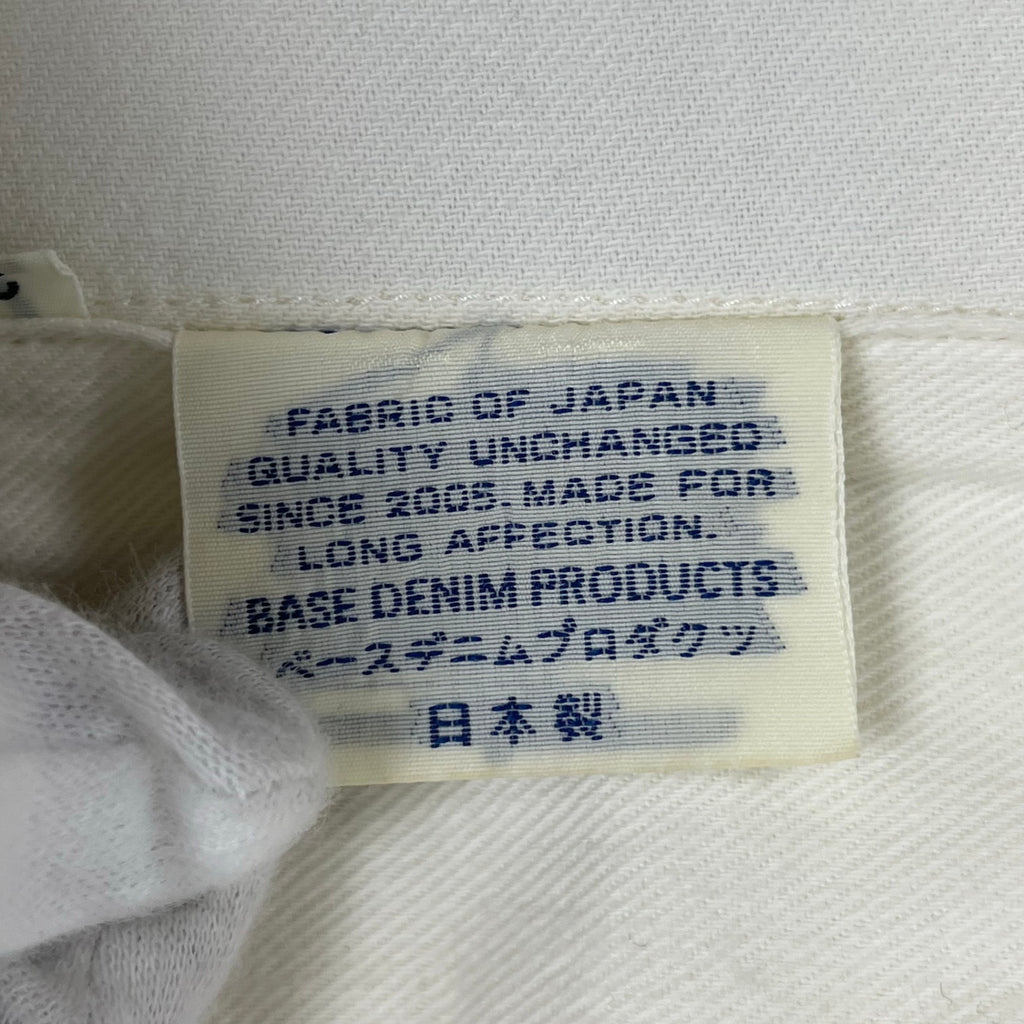 FABRIC OF JAPAN
QUALITY UNCHANGED
SINCE 2005. MADE FOR
LONG AFFECTION.
BASE DENIM PRODUCTS
ベースデニムプロダクツ
日本製